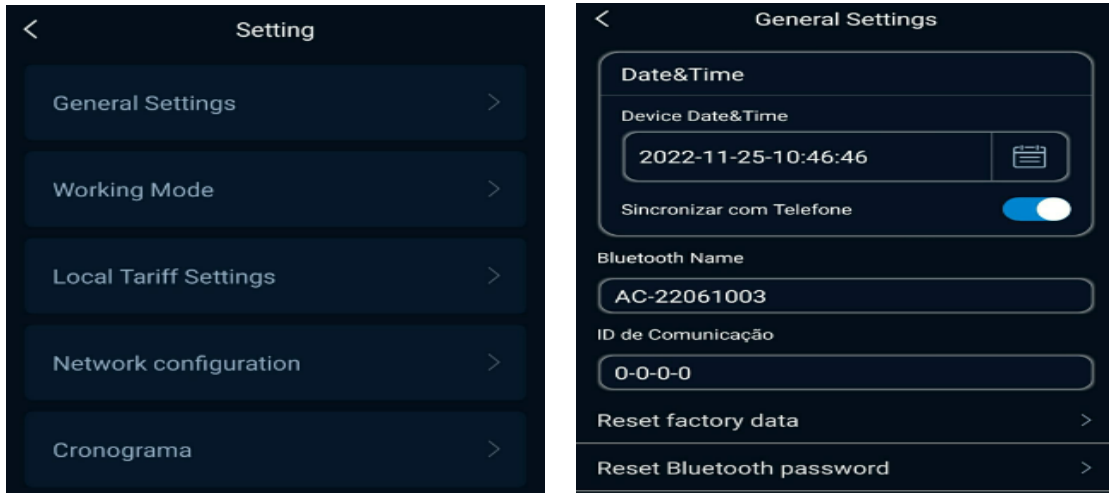 Setting
General Settings
Working Mode
Local Tariff Settings
Network configuration
Cronograma
General Settings
Date&Time
Device Date&Time
2022-11-25-10:46:46
Sincronizar com Telefone
Bluetooth Name
AC-22061003
ID de Comunicação
0-0-0-0
Reset factory data
Reset Bluetooth password